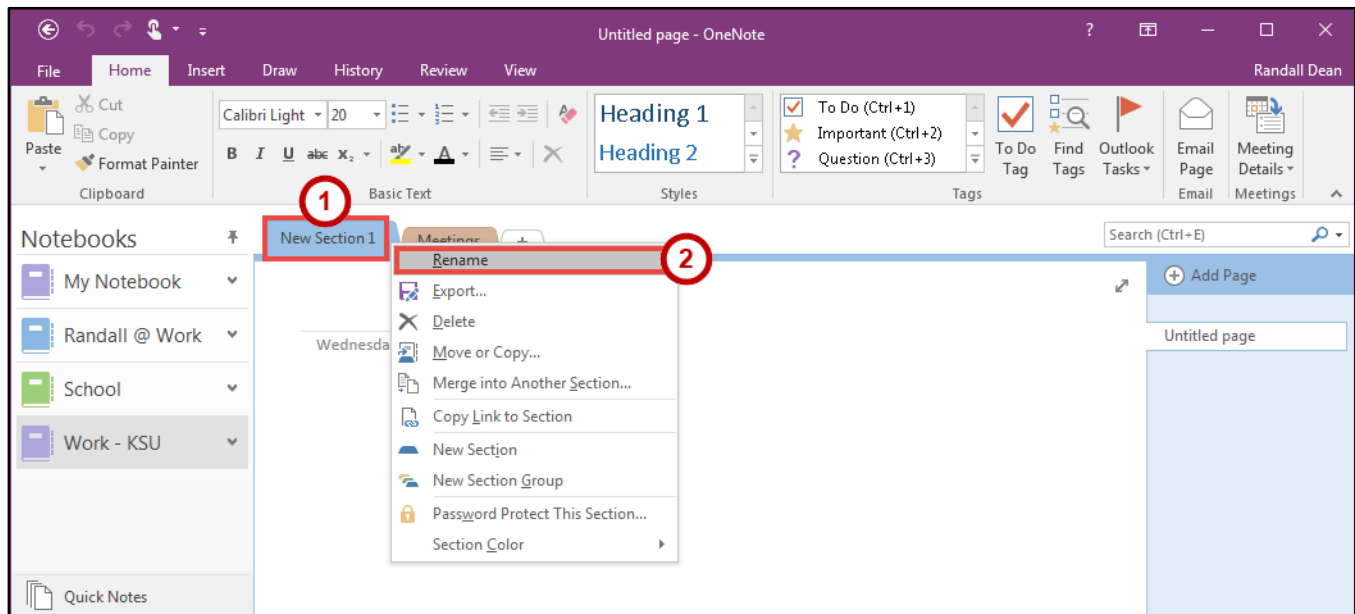 Untitled page - OneNote
?
File Home Insert Draw History Review View
Randall Dean
Cut
Copy
Paste
Format Painter
Clipboard
Calibri Light 20
B I U abc X₂ aby A
Basic Text
Heading 1
Heading 2
Styles
To Do (Ctrl+1)
Important (Ctrl+2)
? Question (Ctrl+3)
To Do Tag
Find Tags
Outlook Tasks
Tags
Email Page
Email
Meeting Details
Meetings
1
Notebooks
New Section 1
Meetings
+
Search (Ctrl+E)
My Notebook
Randall @ Work
School
Work - KSU
Quick Notes
Wednesda
Rename
2
Export...
Delete
Move or Copy...
Merge into Another Section...
Copy Link to Section
New Section
New Section Group
Password Protect This Section...
Section Color
Add Page
Untitled page